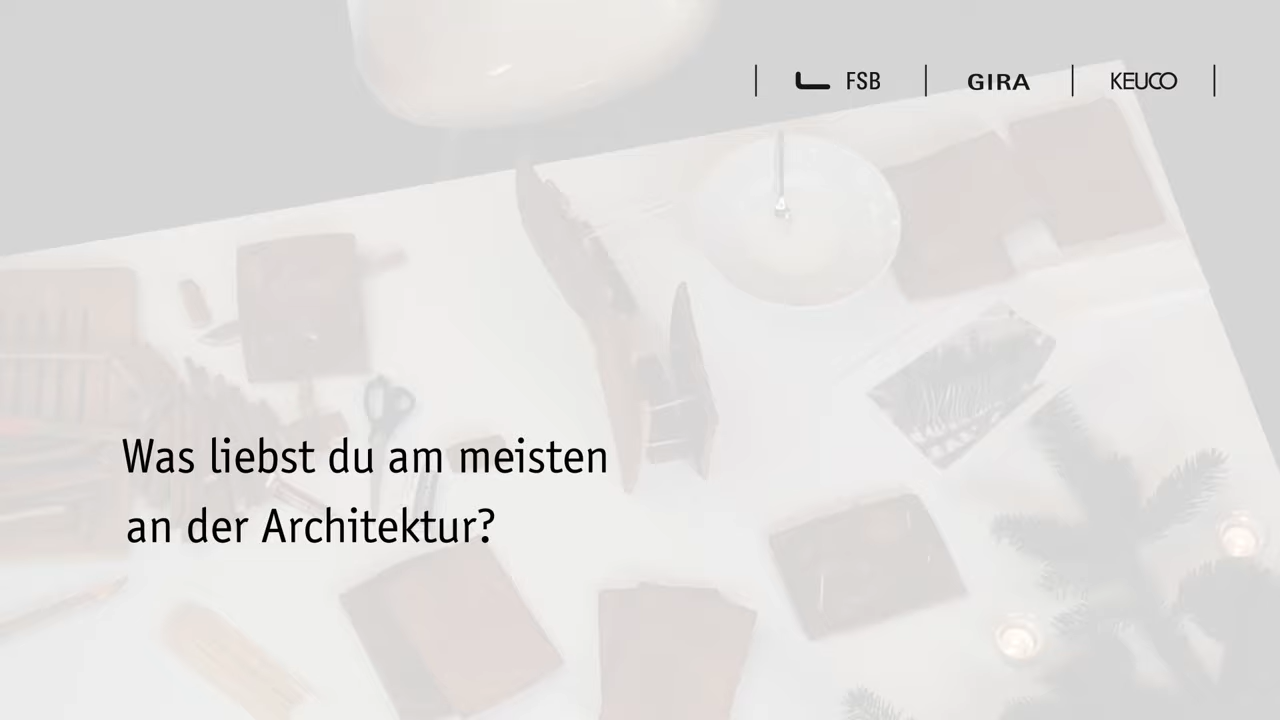 FSB
GIRA
KEUCO
Was liebst du am meisten
an der Architektur?